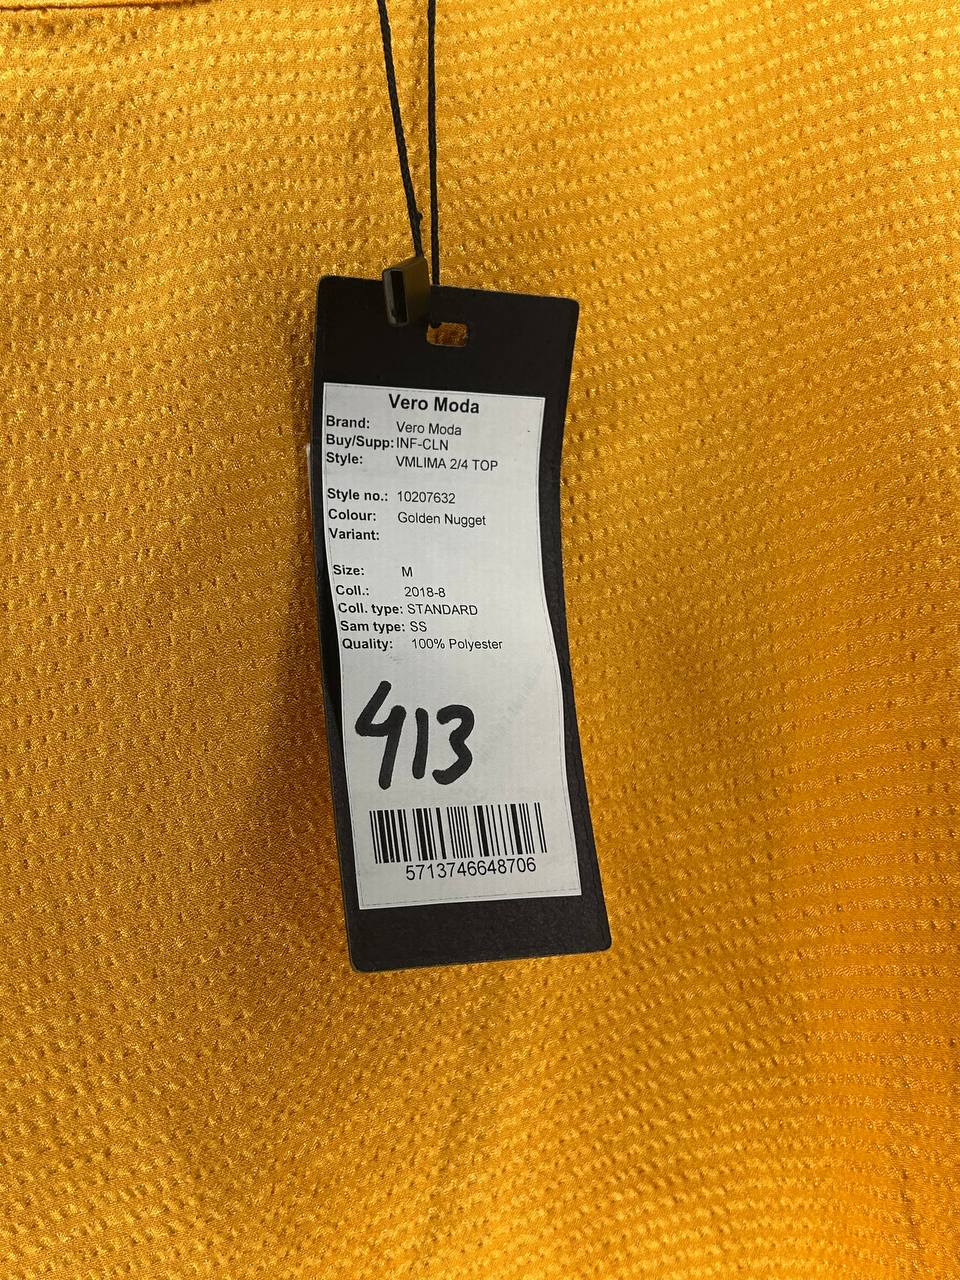 Vero Moda
Brand: Vero Moda
Buy/Supp: INF-CLN
Style: VMLIMA 2/4 TOP
Style no.: 10207632
Colour: Golden Nugget
Variant:
Size: M
Coll.: 2018-8
Coll. type: STANDARD
Sam type: SS
Quality: 100% Polyester
413
5713746648706